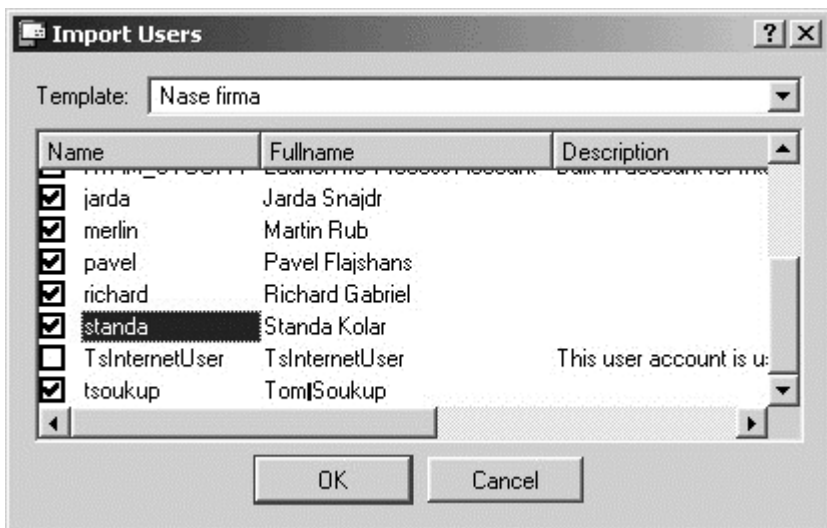 Import Users
Template: Nase firma
Name Fullname Description
jarda Jarda Snajdr
merlin Martin Rub
pavel Pavel Flajshans
richard Richard Gabriel
standa Standa Kolar
TsInternetUser TsInternetUser This user account is u
tsoukup Tom Soukup
OK Cancel